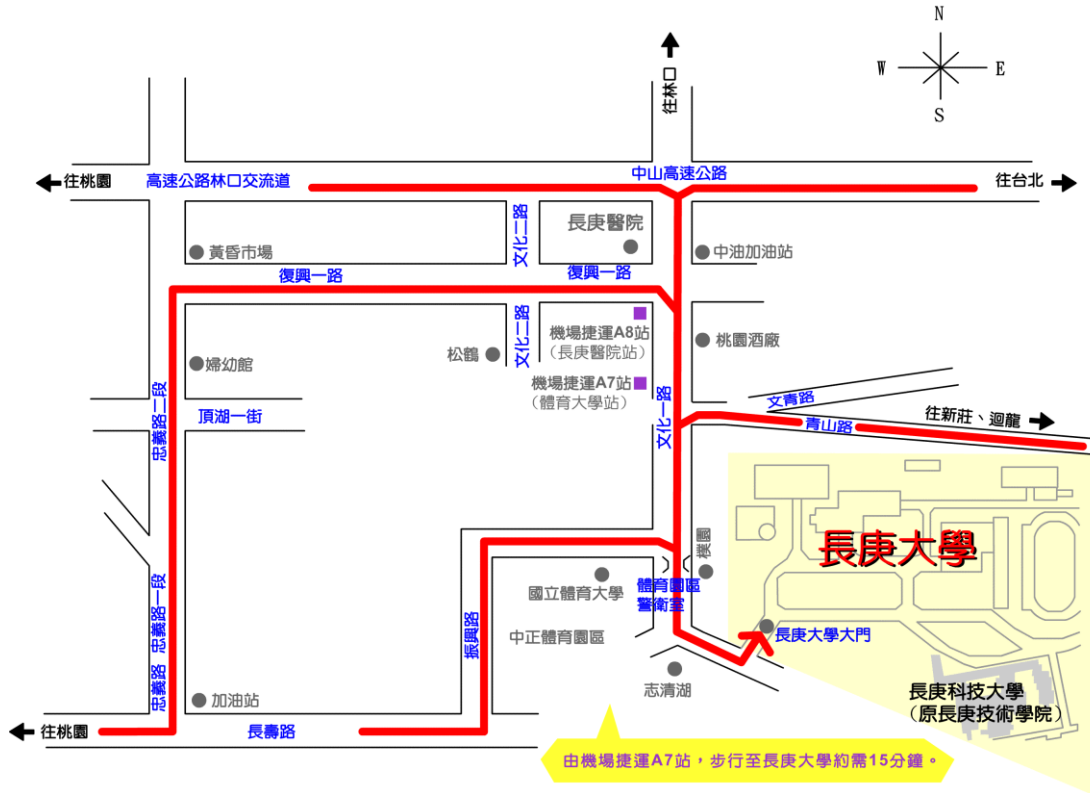 N
W
E
S
往林口
往桃園
高速公路林口交流道
中山高速公路
往台北
長庚醫院
文化二路
黃昏市場
中油加油站
復興一路
復興一路
機場捷運A8站
（長庚醫院站）
桃園酒廠
文化二路
松鶴
婦幼館
機場捷運A7站
（體育大學站）
文青路
忠義路二段
頂湖一街
文化一路
青山路
往新莊、迴龍
長庚大學
樸園
國立體育大學
體育園區
警衛室
忠義路一段
振興路
中正體育園區
長庚大學大門
忠義路
加油站
志清湖
長庚科技大學
（原長庚技術學院）
往桃園
長壽路
由機場捷運A7站，步行至長庚大學約需15分鐘。